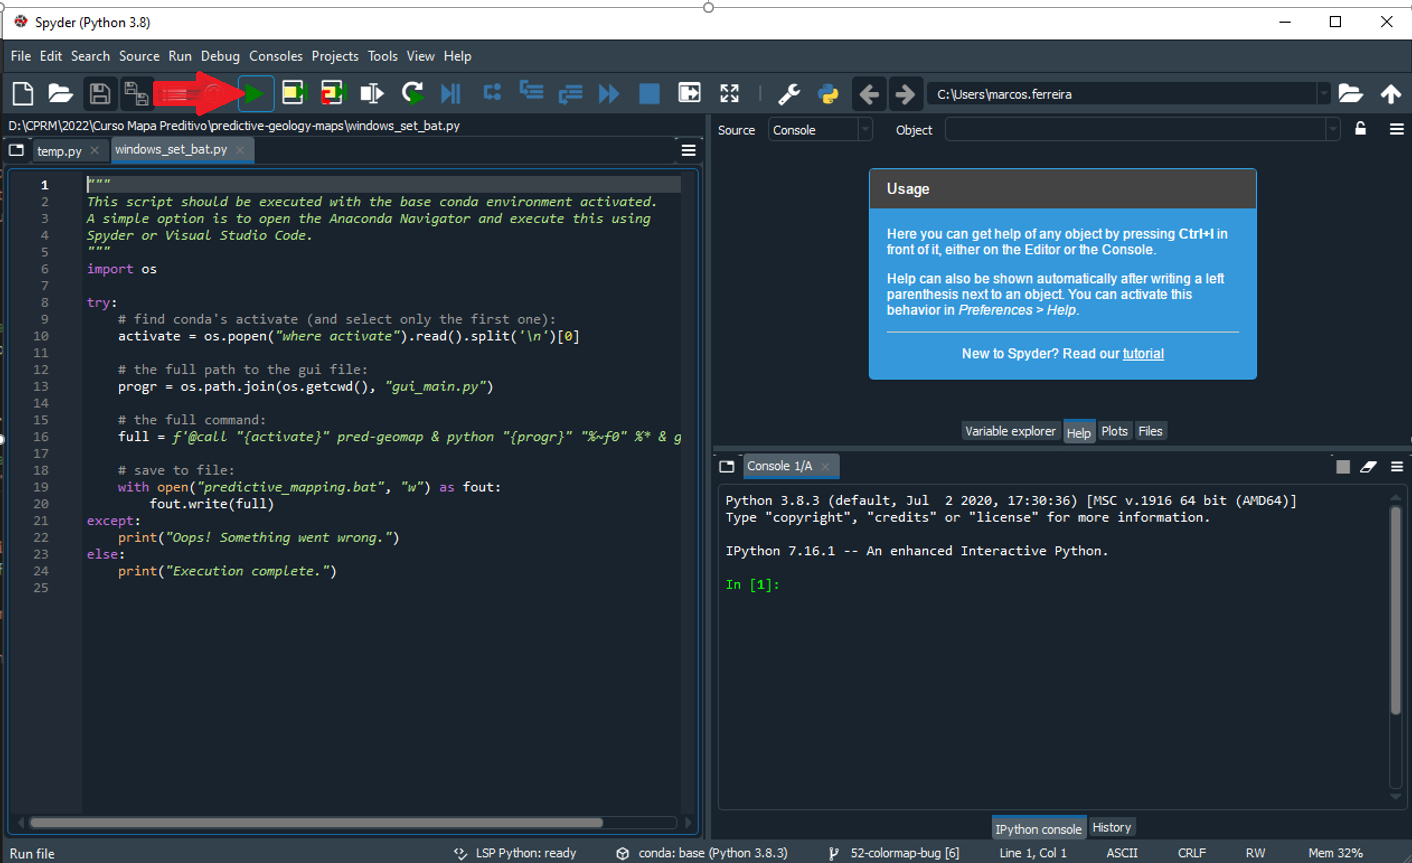 Spyder (Python 3.8)
File Edit Search Source Run Debug Consoles Projects Tools View Help
C:\Users\marcos.ferreira
D:\CPRM\2022\Curso Mapa Preditivo\predictive-geology-maps\windows_set_bat.py
temp.py
windows_set_bat.py
1 """
2 This script should be executed with the base conda environment activated.
3 A simple option is to open the Anaconda Navigator and execute this using
4 Spyder or Visual Studio Code.
5 """
6 import os
7
8 try:
9 # find conda's activate (and select only the first one):
10 activate = os.popen("where activate").read().split('\n')[0]
11
12 # the full path to the gui file:
13 progr = os.path.join(os.getcwd(), "gui_main.py")
14
15 # the full command:
16 full = f'@call "{activate}" pred-geomap & python "{progr}" "%~f0" %* & g
17
18 # save to file:
19 with open("predictive_mapping.bat", "w") as fout:
20 fout.write(full)
21 except:
22 print("Oops! Something went wrong.")
23 else:
24 print("Execution complete.")
25
Source Console Object
Usage
Here you can get help of any object by pressing Ctrl+I in
front of it, either on the Editor or the Console.
Help can also be shown automatically after writing a left
parenthesis next to an object. You can activate this
behavior in Preferences > Help.
New to Spyder? Read our tutorial
Variable explorer Help Plots Files
Console 1/A
Python 3.8.3 (default, Jul  2 2020, 17:30:36) [MSC v.1916 64 bit (AMD64)]
Type "copyright", "credits" or "license" for more information.
IPython 7.16.1 -- An enhanced Interactive Python.
In [1]:
IPython console History
Run file LSP Python: ready conda: base (Python 3.8.3) 52-colormap-bug [6] Line 1, Col 1 ASCII CRLF RW Mem 32%